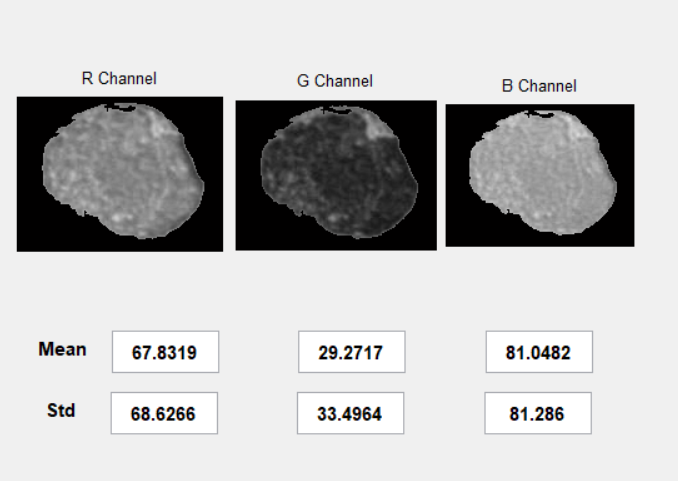 R Channel
G Channel
B Channel
Mean 67.8319 29.2717 81.0482
Std 68.6266 33.4964 81.286